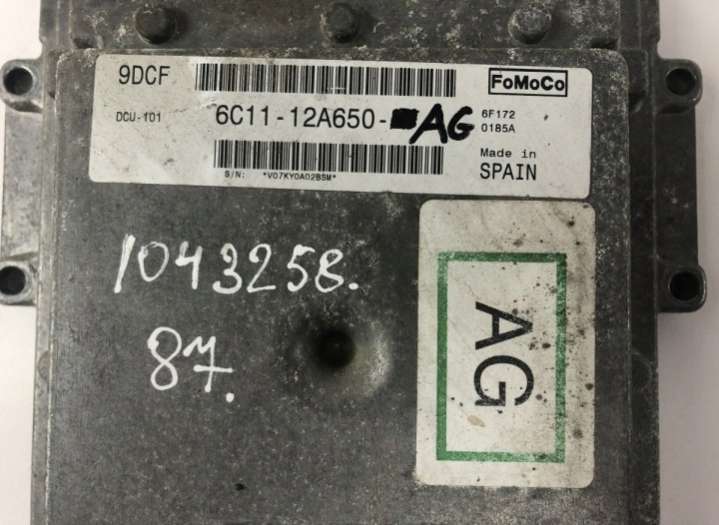 9DCF
FoMoCo
DCU-101
6C11-12A650-AG
6F172
0185A
Made in
SPAIN
S/N: *V07KY0A02BSM*
1043258.
87.
AG